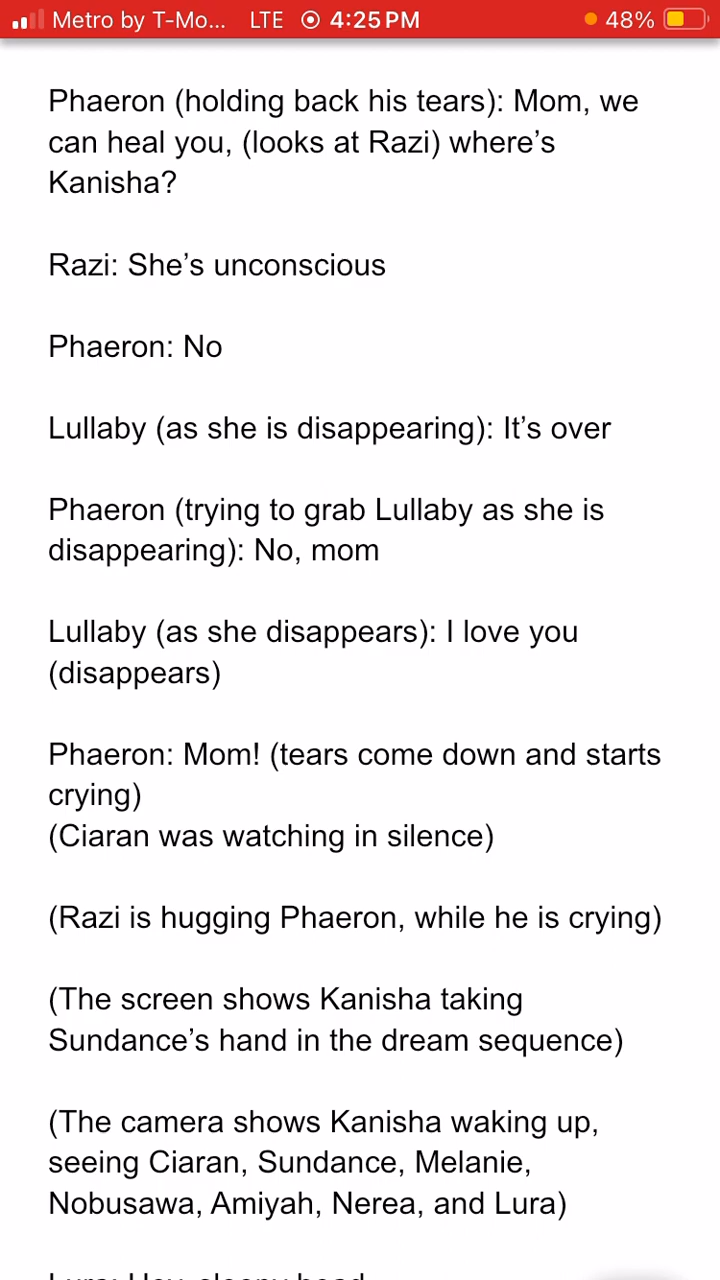 Metro by T-Mo... LTE 4:25 PM 48%
Phaeron (holding back his tears): Mom, we
can heal you, (looks at Razi) where’s
Kanisha?
Razi: She’s unconscious
Phaeron: No
Lullaby (as she is disappearing): It’s over
Phaeron (trying to grab Lullaby as she is
disappearing): No, mom
Lullaby (as she disappears): I love you
(disappears)
Phaeron: Mom! (tears come down and starts
crying)
(Ciaran was watching in silence)
(Razi is hugging Phaeron, while he is crying)
(The screen shows Kanisha taking
Sundance’s hand in the dream sequence)
(The camera shows Kanisha waking up,
seeing Ciaran, Sundance, Melanie,
Nobusawa, Amiyah, Nerea, and Lura)